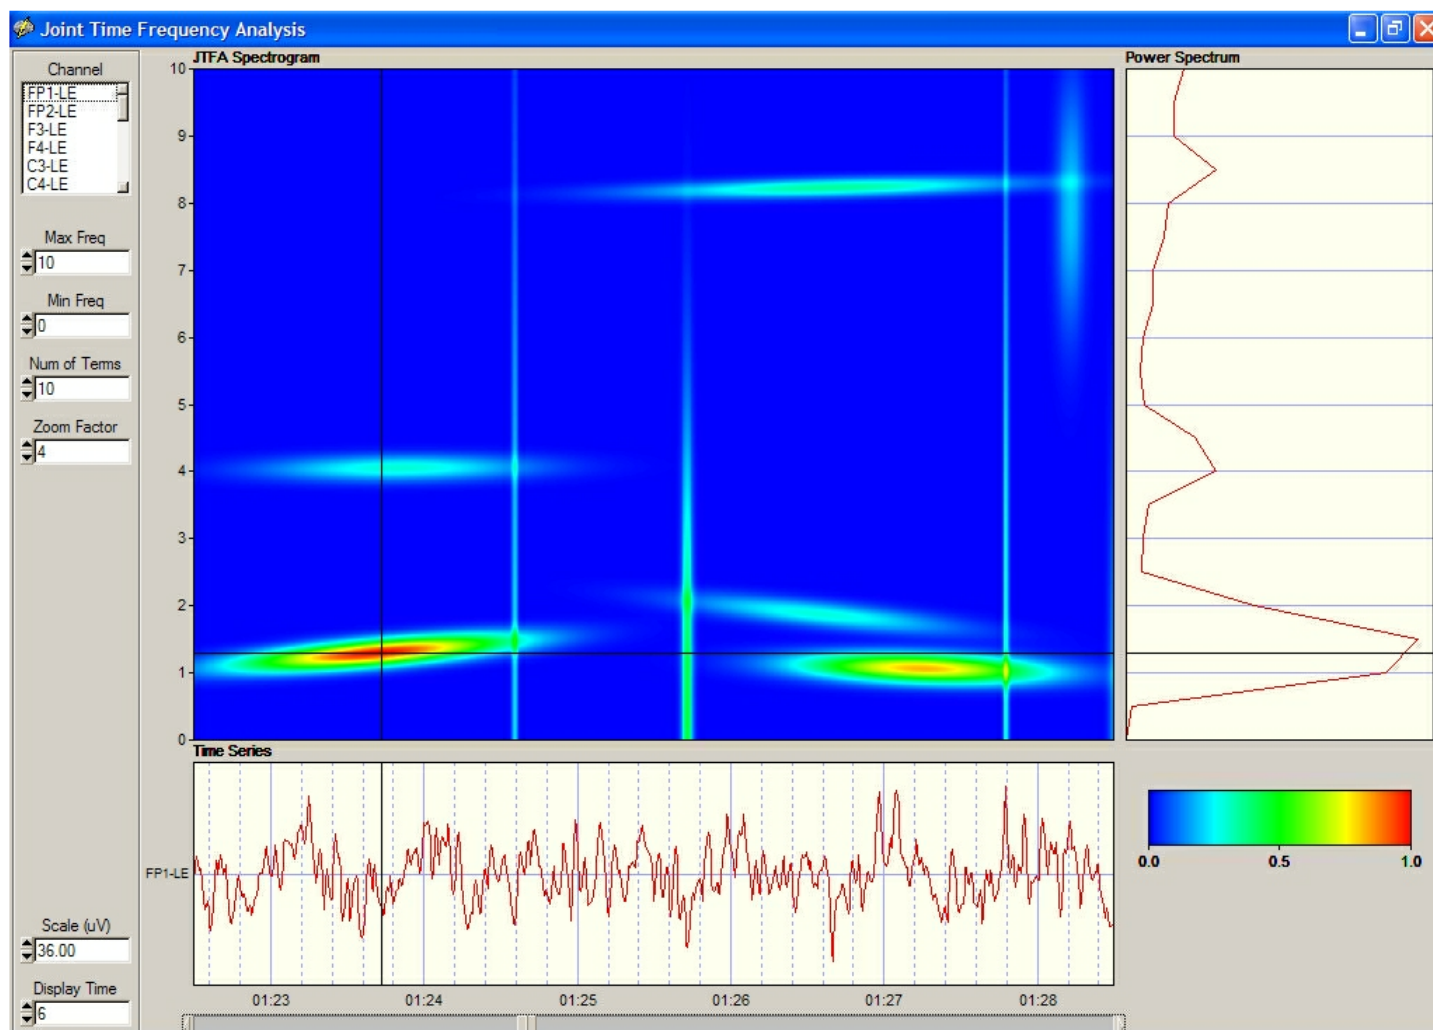 Joint Time Frequency Analysis
Channel
FP1-LE
FP2-LE
F3-LE
F4-LE
C3-LE
C4-LE
Max Freq
10
Min Freq
0
Num of Terms
10
Zoom Factor
4
Scale (uV)
36.00
Display Time
6
JTFA Spectrogram
10
9
8
7
6
5
4
3
2
1
0
Power Spectrum
Time Series
FP1-LE
01:23 01:24 01:25 01:26 01:27 01:28
0.0 0.5 1.0